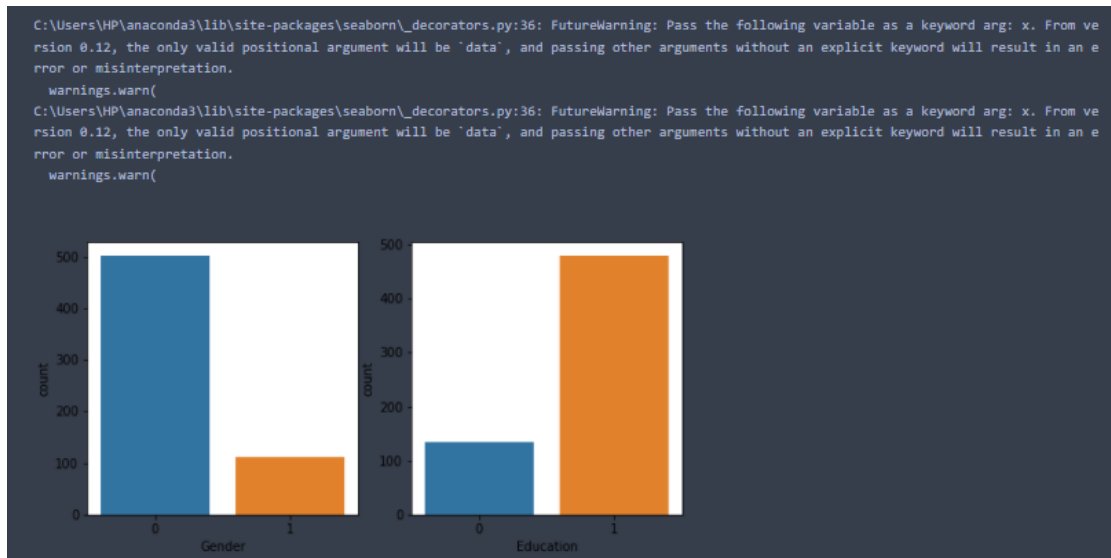 C:\Users\HP\anaconda3\lib\site-packages\seaborn\_decorators.py:36: FutureWarning: Pass the following variable as a keyword arg: x. From ve
rsion 0.12, the only valid positional argument will be `data`, and passing other arguments without an explicit keyword will result in an e
rror or misinterpretation.
  warnings.warn(
C:\Users\HP\anaconda3\lib\site-packages\seaborn\_decorators.py:36: FutureWarning: Pass the following variable as a keyword arg: x. From ve
rsion 0.12, the only valid positional argument will be `data`, and passing other arguments without an explicit keyword will result in an e
rror or misinterpretation.
  warnings.warn(
500
400
300
200
100
0
count
0 1
Gender
500
400
300
200
100
0
count
0 1
Education